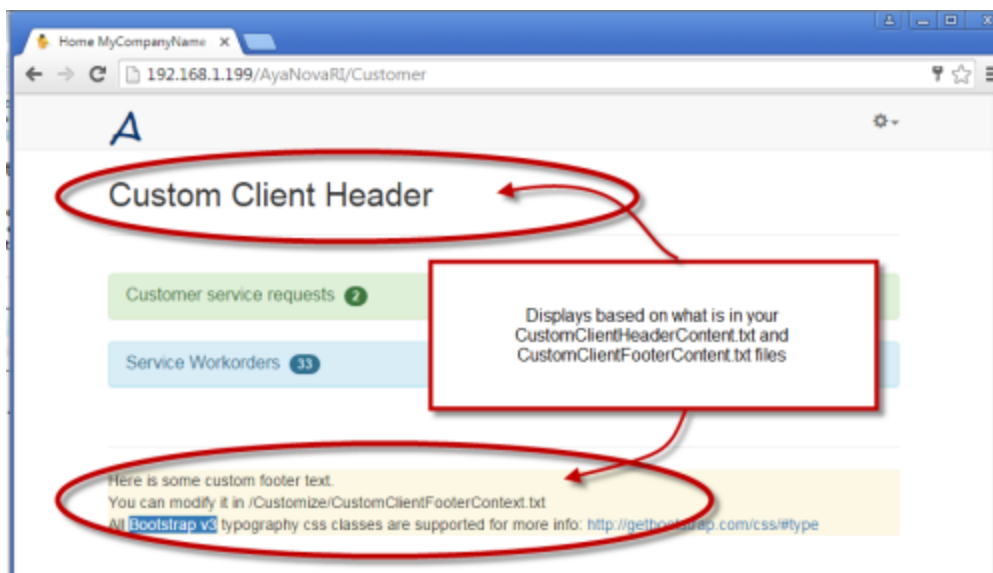 Home MyCompanyName
192.168.1.199/AyaNovaRI/Customer
A
Custom Client Header
Customer service requests 2
Service Workorders 33
Displays based on what is in your
CustomClientHeaderContent.txt and
CustomClientFooterContent.txt files
Here is some custom footer text.
You can modify it in /Customize/CustomClientFooterContext.txt
All Bootstrap v3 typography css classes are supported for more info: http://getbootstrap.com/css/#type